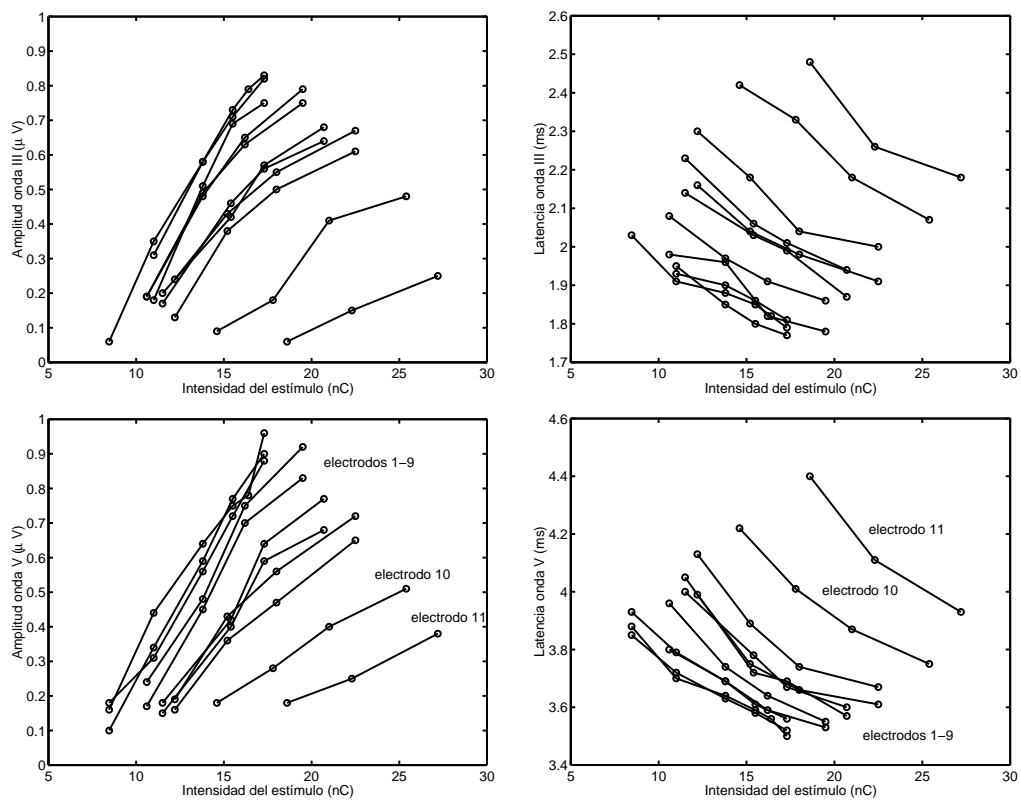 1
0.9
0.8
0.7
0.6
0.5
0.4
0.3
0.2
0.1
0
Amplitud onda III (μ V)
5 10 15 20 25 30
Intensidad del estímulo (nC)
2.6
2.5
2.4
2.3
2.2
2.1
2
1.9
1.8
1.7
Latencia onda III (ms)
5 10 15 20 25 30
Intensidad del estímulo (nC)
1
0.9
0.8
0.7
0.6
0.5
0.4
0.3
0.2
0.1
0
Amplitud onda V (μ V)
electrodos 1−9
electrodo 10
electrodo 11
5 10 15 20 25 30
Intensidad del estímulo (nC)
4.6
4.4
4.2
4
3.8
3.6
3.4
Latencia onda V (ms)
electrodo 11
electrodo 10
electrodos 1−9
5 10 15 20 25 30
Intensidad del estímulo (nC)